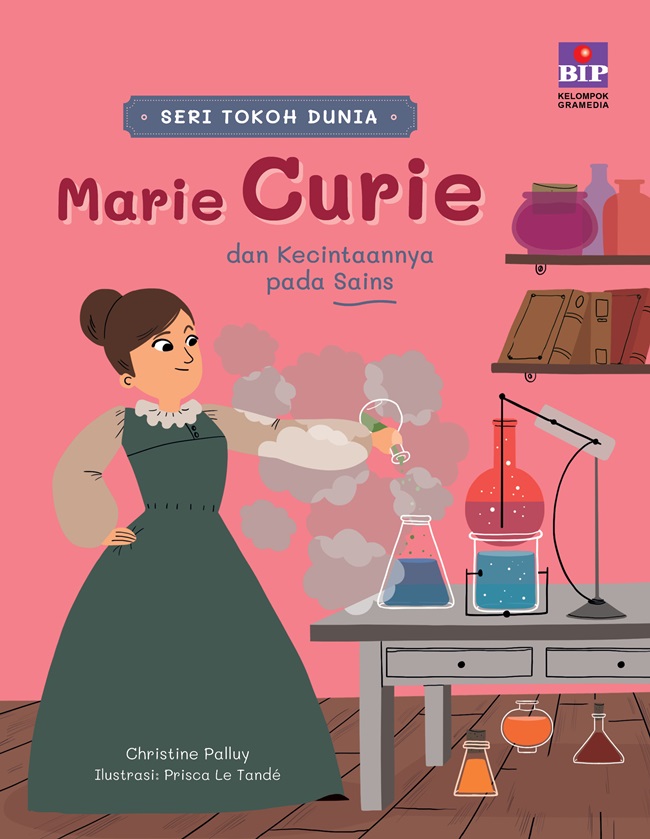 BIP
KELOMPOK
GRAMEDIA
SERI TOKOH DUNIA
Marie Curie
dan Kecintaannya
pada Sains
Christine Palluy
Ilustrasi: Prisca Le Tandé